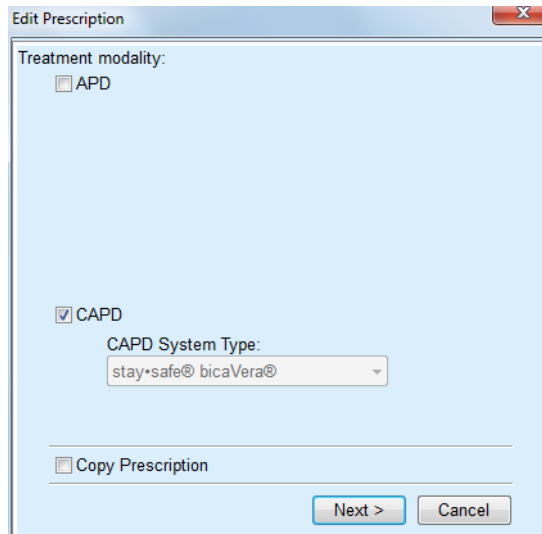 Edit Prescription
Treatment modality:
APD
CAPD
CAPD System Type:
stay•safe® bicaVera®
Copy Prescription
Next > Cancel